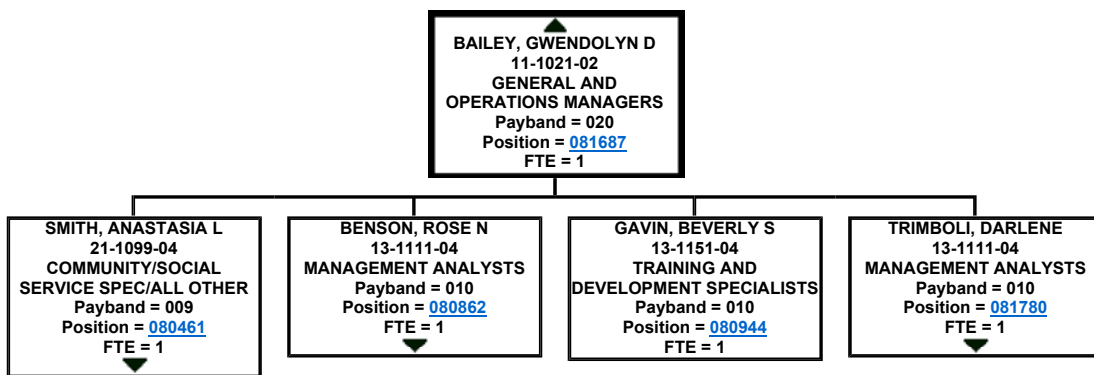 BAILEY, GWENDOLYN D
11-1021-02
GENERAL AND
OPERATIONS MANAGERS
Payband = 020
Position = 081687
FTE = 1
SMITH, ANASTASIA L
21-1099-04
COMMUNITY/SOCIAL
SERVICE SPEC/ALL OTHER
Payband = 009
Position = 080461
FTE = 1
BENSON, ROSE N
13-1111-04
MANAGEMENT ANALYSTS
Payband = 010
Position = 080862
FTE = 1
GAVIN, BEVERLY S
13-1151-04
TRAINING AND
DEVELOPMENT SPECIALISTS
Payband = 010
Position = 080944
FTE = 1
TRIMBOLI, DARLENE
13-1111-04
MANAGEMENT ANALYSTS
Payband = 010
Position = 081780
FTE = 1